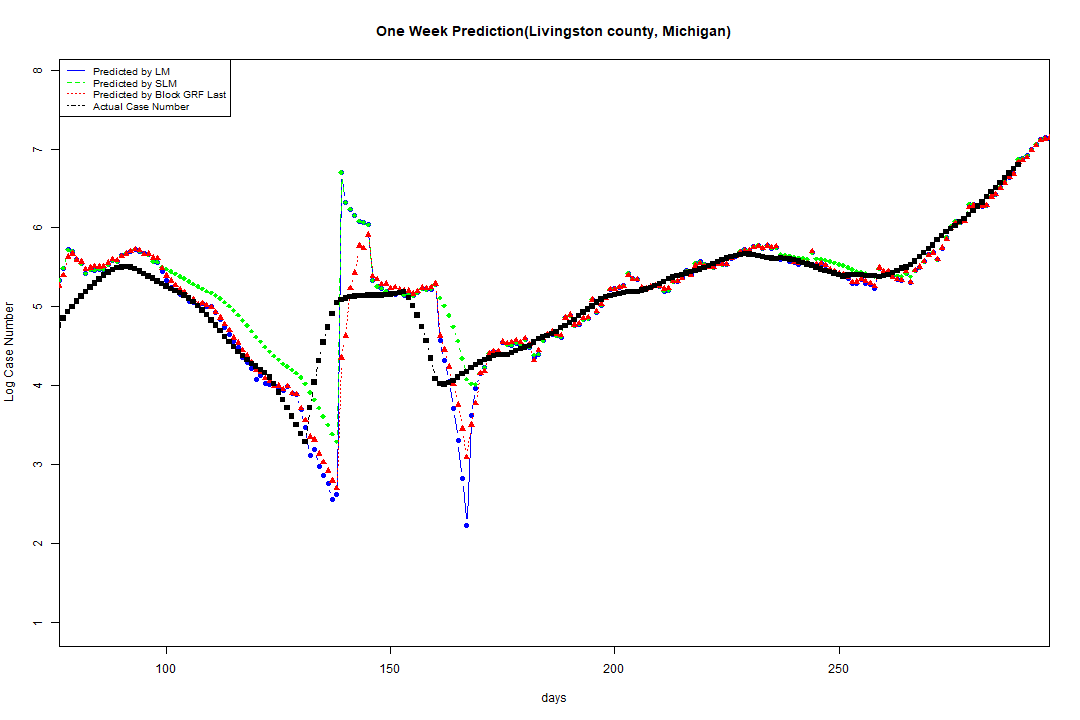 One Week Prediction(Livingston county, Michigan)
Predicted by LM
Predicted by SLM
Predicted by Block GRF Last
Actual Case Number
8
7
6
5
4
3
2
1
Log Case Number
100 150 200 250
days